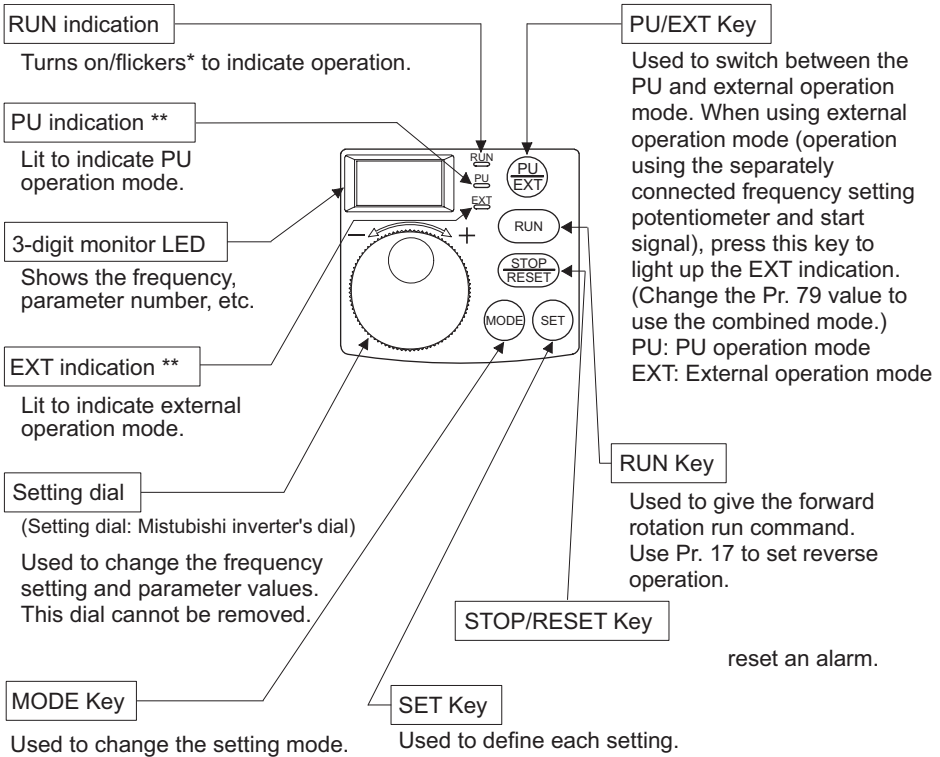 RUN indication
Turns on/flickers* to indicate operation.
PU indication **
Lit to indicate PU
operation mode.
3-digit monitor LED
Shows the frequency,
parameter number, etc.
EXT indication **
Lit to indicate external
operation mode.
Setting dial
(Setting dial: Mistubishi inverter's dial)
Used to change the frequency
setting and parameter values.
This dial cannot be removed.
MODE Key
Used to change the setting mode.
RUN
PU
EXT
PU
EXT
− +
RUN
STOP
RESET
MODE
SET
PU/EXT Key
Used to switch between the
PU and external operation
mode. When using external
operation mode (operation
using the separately
connected frequency setting
potentiometer and start
signal), press this key to
light up the EXT indication.
(Change the Pr. 79 value to
use the combined mode.)
PU: PU operation mode
EXT: External operation mode
RUN Key
Used to give the forward
rotation run command.
Use Pr. 17 to set reverse
operation.
STOP/RESET Key
reset an alarm.
SET Key
Used to define each setting.